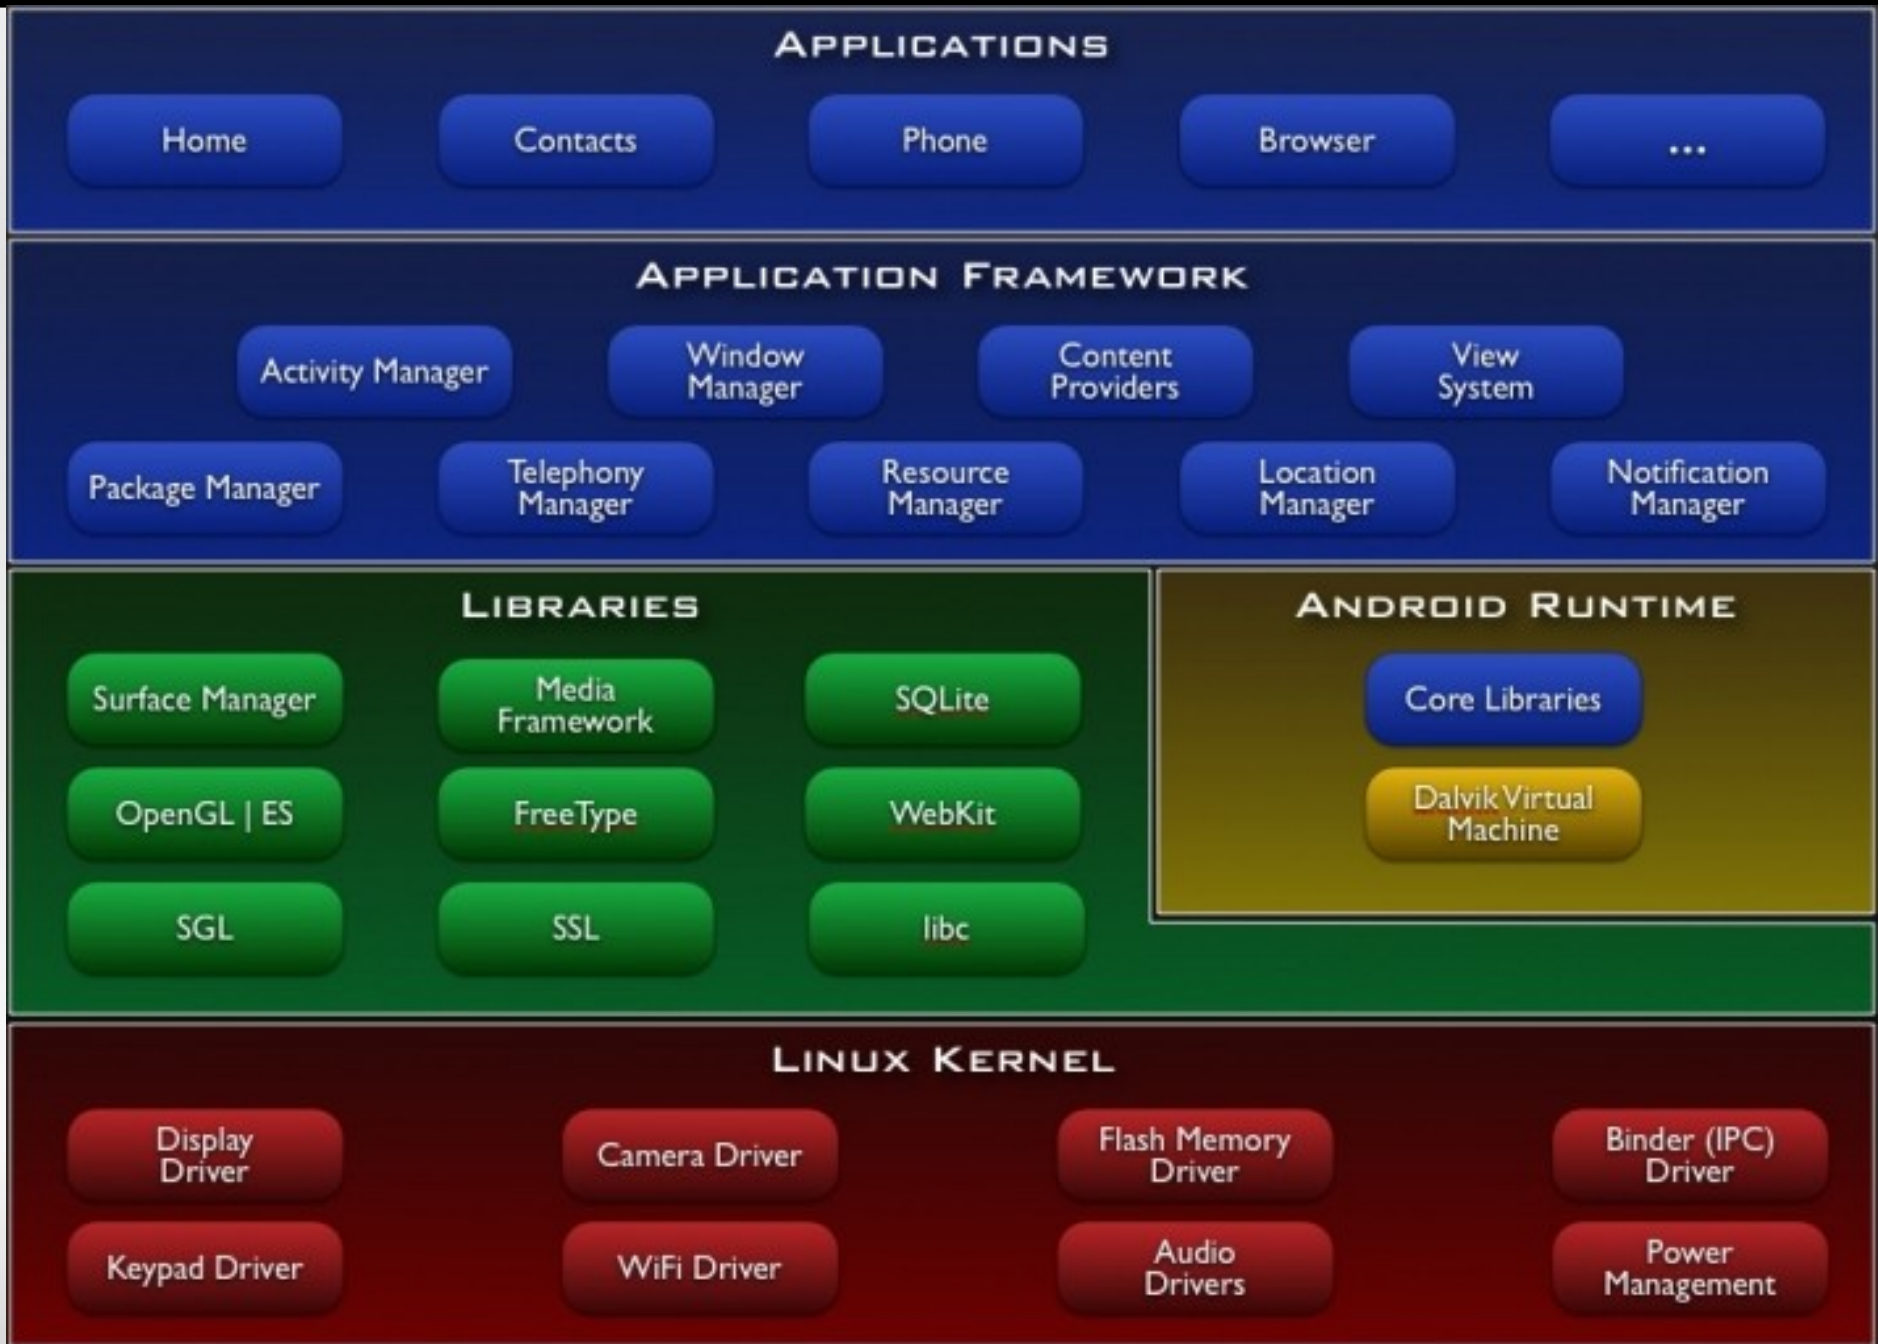 APPLICATIONS
Home
Contacts
Phone
Browser
...
APPLICATION FRAMEWORK
Activity Manager
Window
Manager
Content
Providers
View
System
Package Manager
Telephony
Manager
Resource
Manager
Location
Manager
Notification
Manager
LIBRARIES
Surface Manager
Media
Framework
SQLite
OpenGL | ES
FreeType
WebKit
SGL
SSL
libc
ANDROID RUNTIME
Core Libraries
Dalvik Virtual
Machine
LINUX KERNEL
Display
Driver
Camera Driver
Flash Memory
Driver
Binder (IPC)
Driver
Keypad Driver
WiFi Driver
Audio
Drivers
Power
Management